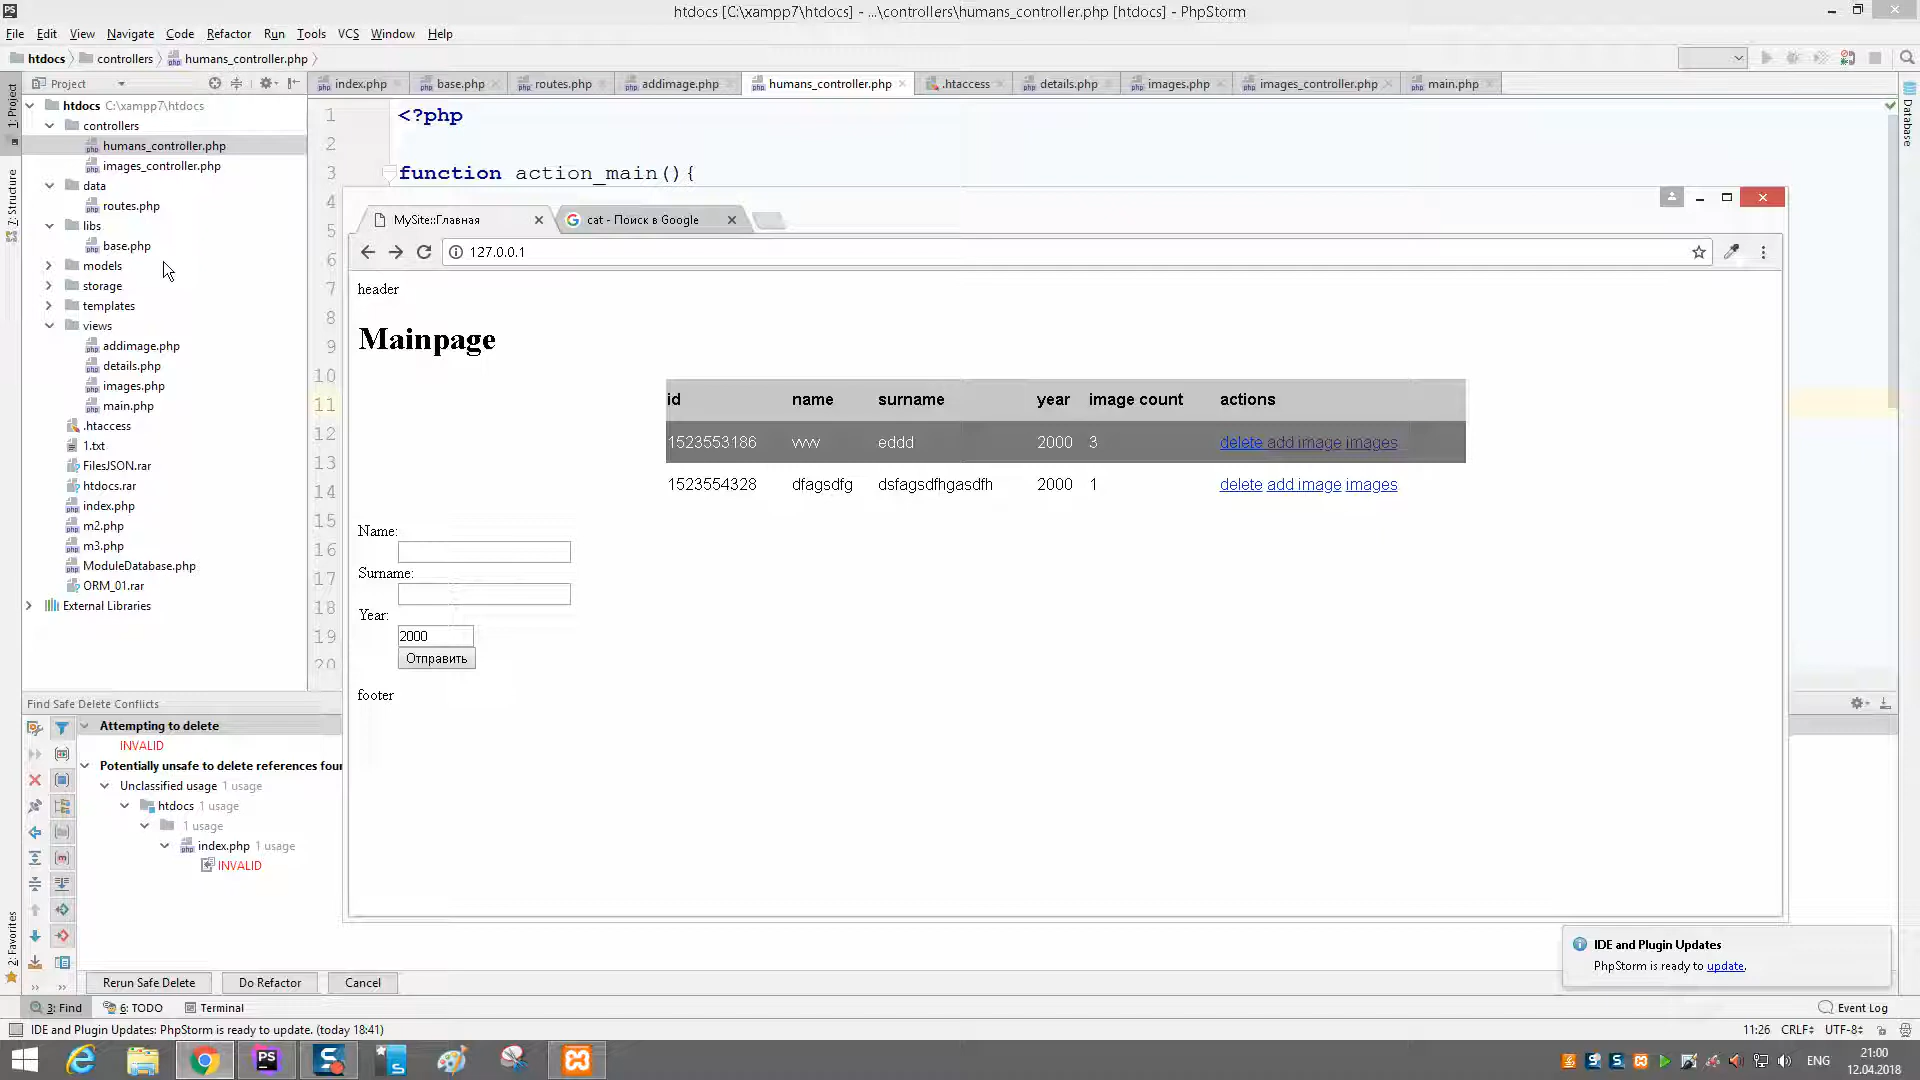 htdocs [C:\xampp7\htdocs] - ...\controllers\humans_controller.php [htdocs] - PhpStorm
File Edit View Navigate Code Refactor Run Tools VCS Window Help
htdocs controllers humans_controller.php
Project
index.php base.php routes.php addimage.php humans_controller.php .htaccess details.php images.php images_controller.php main.php
1: Project
7: Structure
2: Favorites
Database
htdocs C:\xampp7\htdocs
controllers
humans_controller.php
images_controller.php
data
routes.php
libs
base.php
models
storage
templates
views
addimage.php
details.php
images.php
main.php
.htaccess
1.txt
FilesJSON.rar
htdocs.rar
index.php
m2.php
m3.php
ModuleDatabase.php
ORM_01.rar
External Libraries
1 <?php
2
3 function action_main(){
4
5
6
7
8
9
10
11
12
13
14
15
16
17
18
19
20
MySite::Главная
cat - Поиск в Google
127.0.0.1
header
Mainpage
id name surname year image count actions
1523553186 vvvv eddd 2000 3 delete add image images
1523554328 dfagsdfg dsfagsdfhgasdfh 2000 1 delete add image images
Name:
Surname:
Year:
2000
Отправить
footer
Find Safe Delete Conflicts
Attempting to delete
INVALID
Potentially unsafe to delete references four
Unclassified usage 1 usage
htdocs 1 usage
1 usage
index.php 1 usage
INVALID
Rerun Safe Delete Do Refactor Cancel
IDE and Plugin Updates
PhpStorm is ready to update.
3: Find 6: TODO Terminal Event Log
IDE and Plugin Updates: PhpStorm is ready to update. (today 18:41)
11:26 CRLF UTF-8
ENG
21:00
12.04.2018